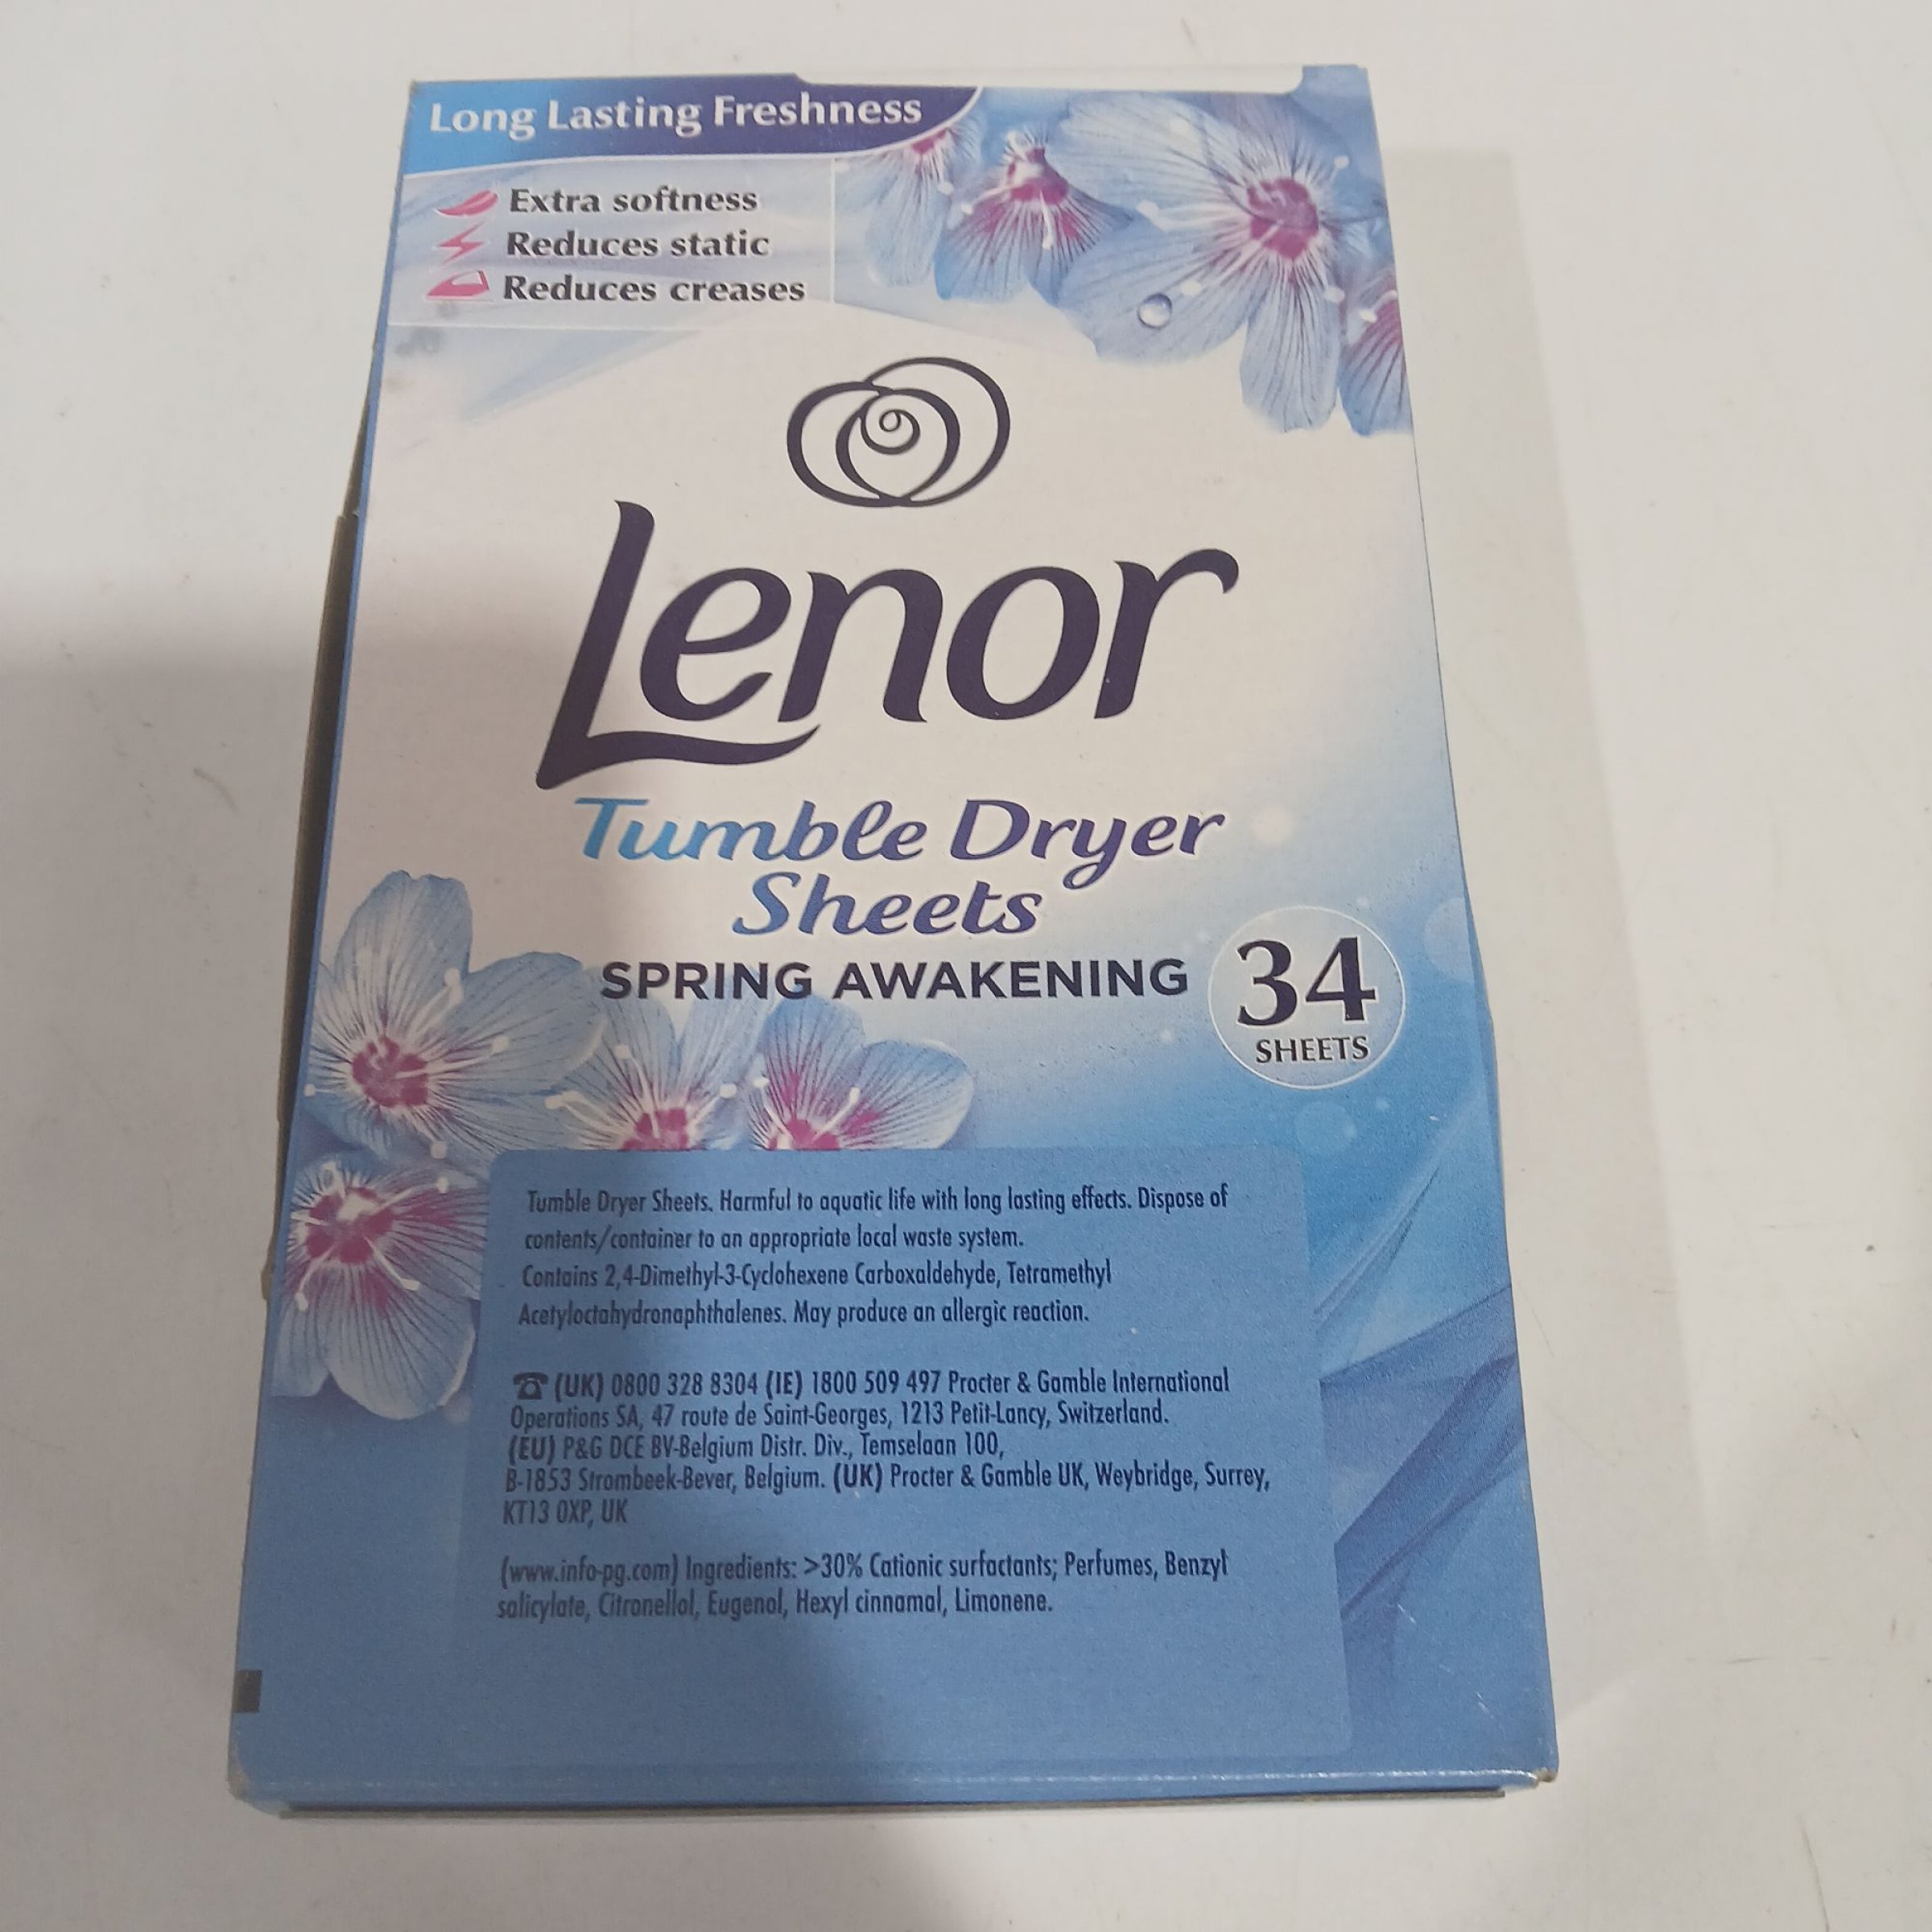 Long Lasting Freshness
Extra softness
Reduces static
Reduces creases
Lenor
Tumble Dryer
Sheets
SPRING AWAKENING
34
SHEETS
Tumble Dryer Sheets. Harmful to aquatic life with long lasting effects. Dispose of
contents/container to an appropriate local waste system.
Contains 2,4-Dimethyl-3-Cyclohexene Carboxaldehyde, Tetramethyl
Acetyloctahydronaphthalenes. May produce an allergic reaction.
☎ (UK) 0800 328 8304 (IE) 1800 509 497 Procter & Gamble International
Operations SA, 47 route de Saint-Georges, 1213 Petit-Lancy, Switzerland.
(EU) P&G DCE BV-Belgium Distr. Div., Temselaan 100,
B-1853 Strombeek-Bever, Belgium. (UK) Procter & Gamble UK, Weybridge, Surrey,
KT13 0XP, UK
(www.info-pg.com) Ingredients: >30% Cationic surfactants; Perfumes, Benzyl
salicylate, Citronellol, Eugenol, Hexyl cinnamal, Limonene.